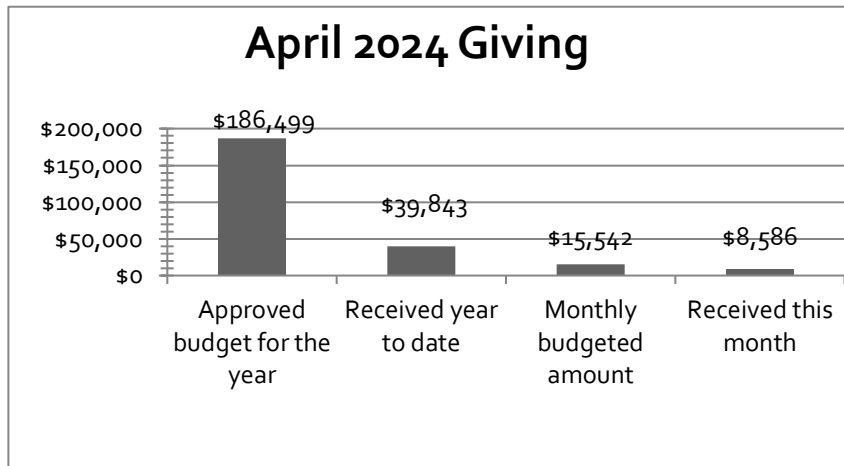 April 2024 Giving
$200,000
$150,000
$100,000
$50,000
$0
$186,499
$39,843
$15,542
$8,586
Approved
budget for the
year
Received year
to date
Monthly
budgeted
amount
Received this
month